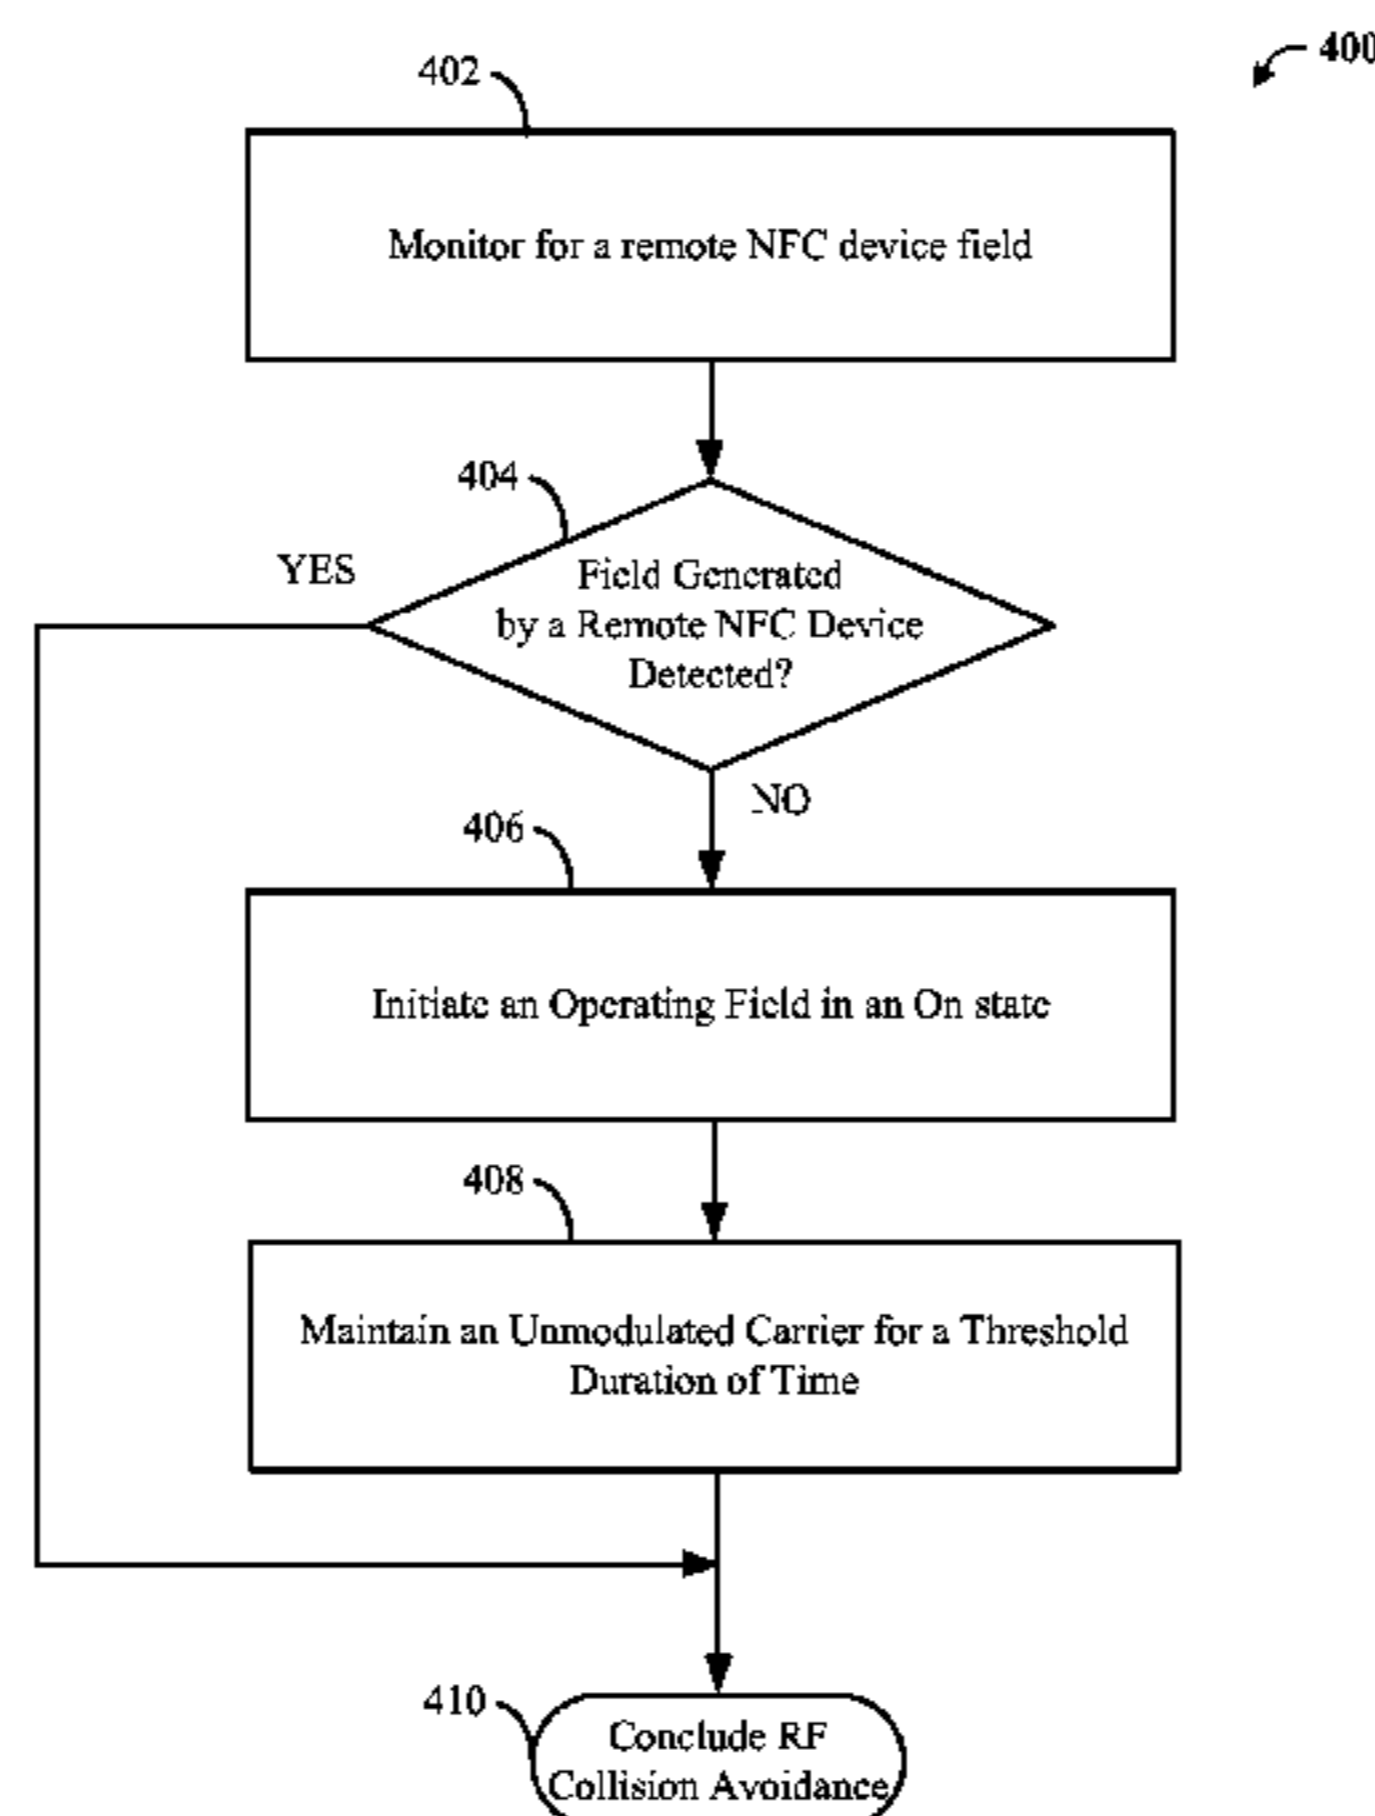 400
402
Monitor for a remote NFC device field
404
YES
Field Generated
by a Remote NFC Device
Detected?
NO
406
Initiate an Operating Field in an On state
408
Maintain an Unmodulated Carrier for a Threshold
Duration of Time
410
Conclude RF
Collision Avoidance